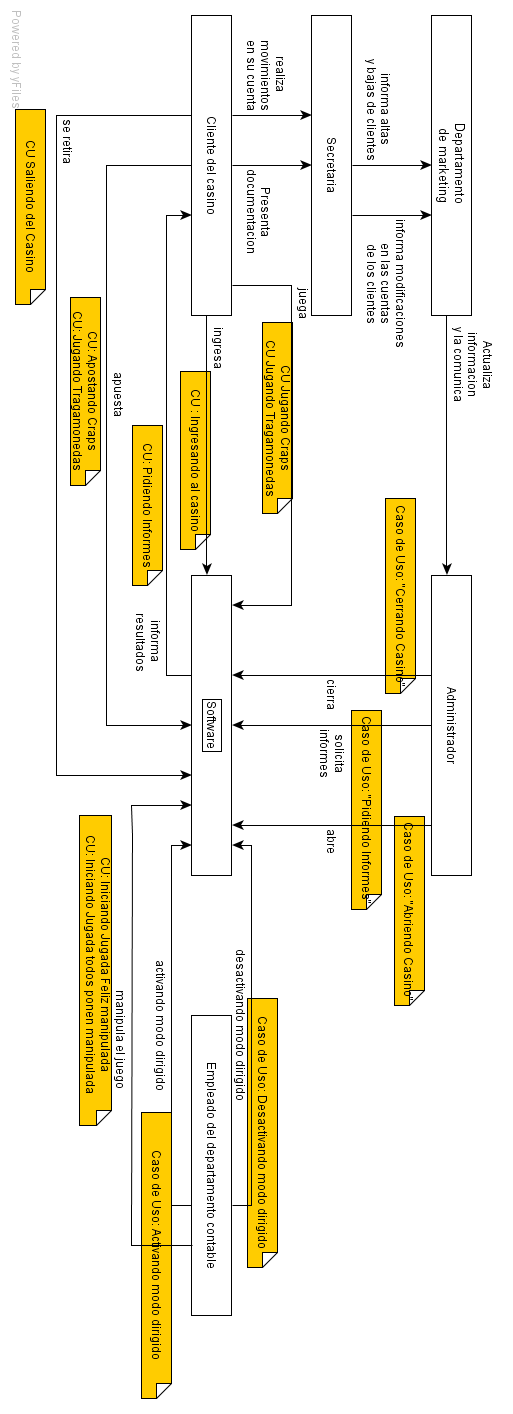 Powered by yFiles
Departamento
de marketing
Secretaria
Cliente del casino
informa altas
y bajas de clientes
informa modificaciones
en las cuentas
de los clientes
realiza
movimientos
en su cuenta
Presenta
documentacion
se retira
CU Saliendo del Casino
Actualiza
información
y la comunica
juega
CU Jugando Craps
CU Jugando Tragamonedas
ingresa
CU : Ingresando al casino
CU: Pidiendo Informes
apuesta
CU: Apostando Craps
CU: Jugando Tragamonedas
Caso de Uso: "Cerrando Casino"
Administrador
cierra
solicita
informes
Caso de Uso: "Pidiendo Informes"
abre
Caso de Uso: "Abriendo Casino"
Software
informa
resultados
CU: Iniciando Jugada Feliz manipulada
CU: Iniciando Jugada todos ponen manipulada
manipula el juego
activando modo dirigido
desactivando modo dirigido
Caso de Uso: Desactivando modo dirigido
Empleado del departamento contable
Caso de Uso: Activando modo dirigido